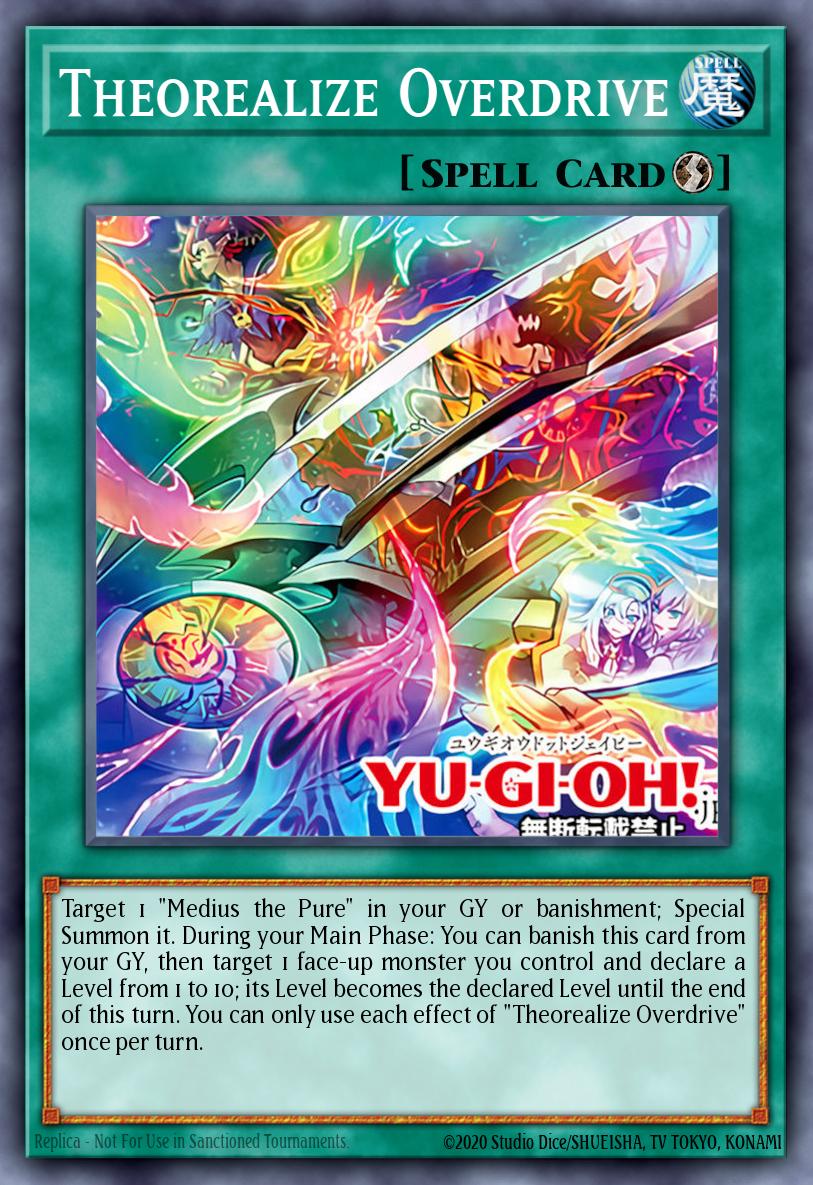 THEOREALIZE OVERDRIVE
SPELL
魔
[SPELL CARD]
ユウギオウドットジェイピー
YU-GI-OH!
無断転載禁止
Target 1 "Medius the Pure" in your GY or banishment; Special
Summon it. During your Main Phase: You can banish this card from
your GY, then target 1 face-up monster you control and declare a
Level from 1 to 10; its Level becomes the declared Level until the end
of this turn. You can only use each effect of "Theorealize Overdrive"
once per turn.
Replica - Not For Use in Sanctioned Tournaments.
©2020 Studio Dice/SHUEISHA, TV TOKYO, KONAMI